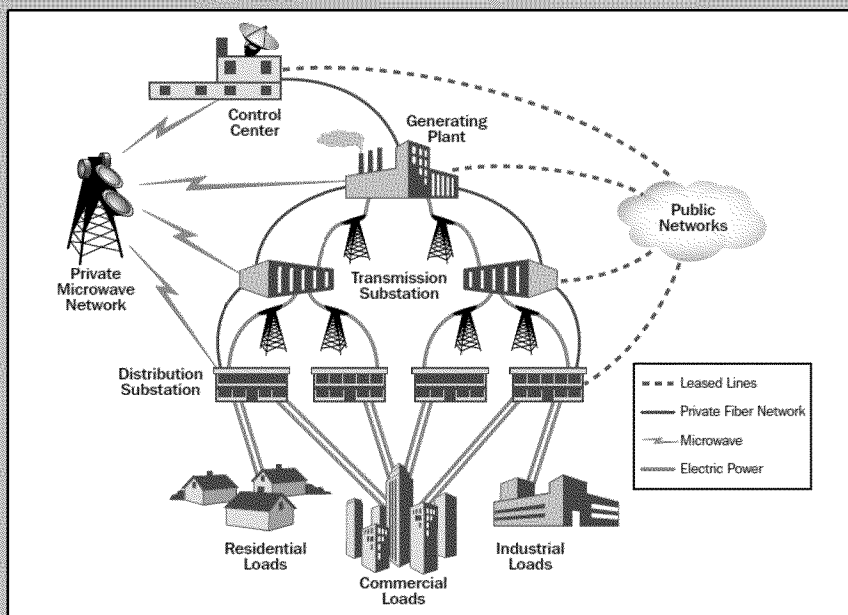 Control
Center
Generating
Plant
Public
Networks
Private
Microwave
Network
Transmission
Substation
Distribution
Substation
Leased Lines
Private Fiber Network
Microwave
Electric Power
Residential
Loads
Commercial
Loads
Industrial
Loads